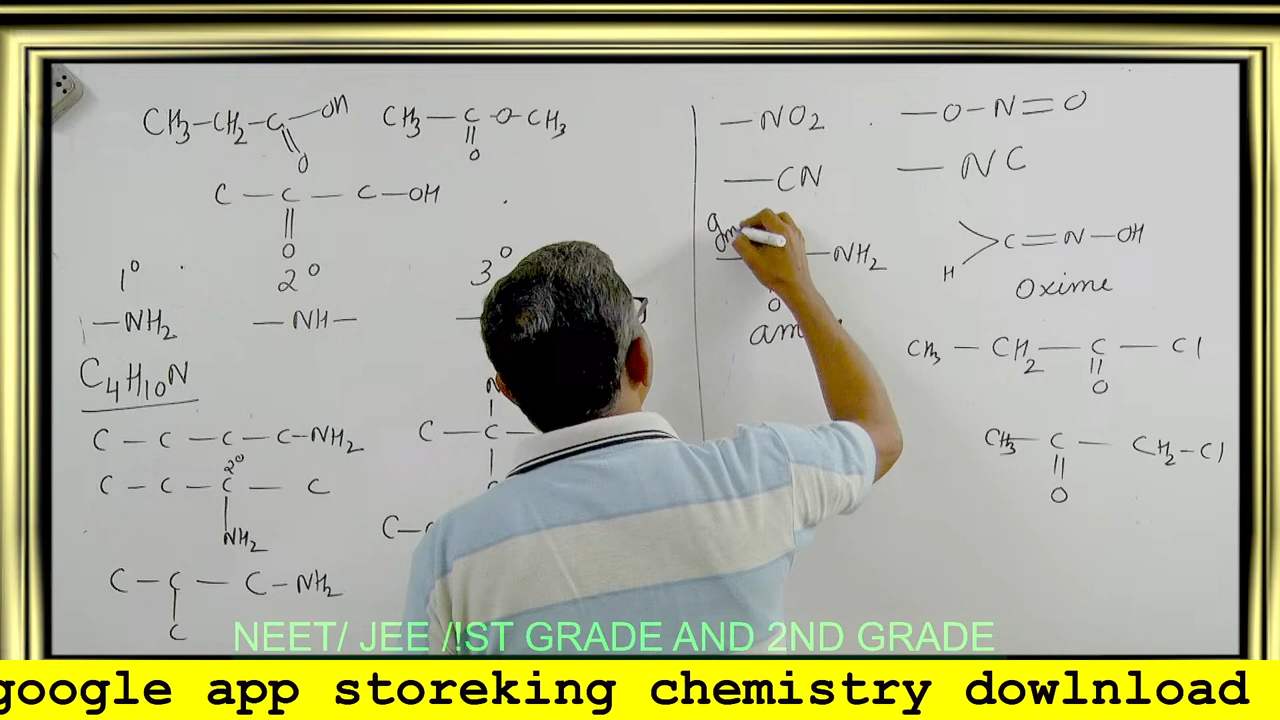 CH3-CH2-C-OH
O
CH3-C-O-CH3
O
C-C-C-OH
O
1° 2° 3°
-NH2 -NH-
C4H10N
C-C-C-C-NH2
2°
C-C-C-C
NH2
C-C-C-NH2
C
C-C-
-NO2 -O-N=O
-CN -NC
-NH2
O
C=N-OH
H
Oxime
CH3-CH2-C-Cl
O
CH3-C-CH2-Cl
O
NEET/ JEE /!ST GRADE AND 2ND GRADE
google app storeking chemistry dowlnload